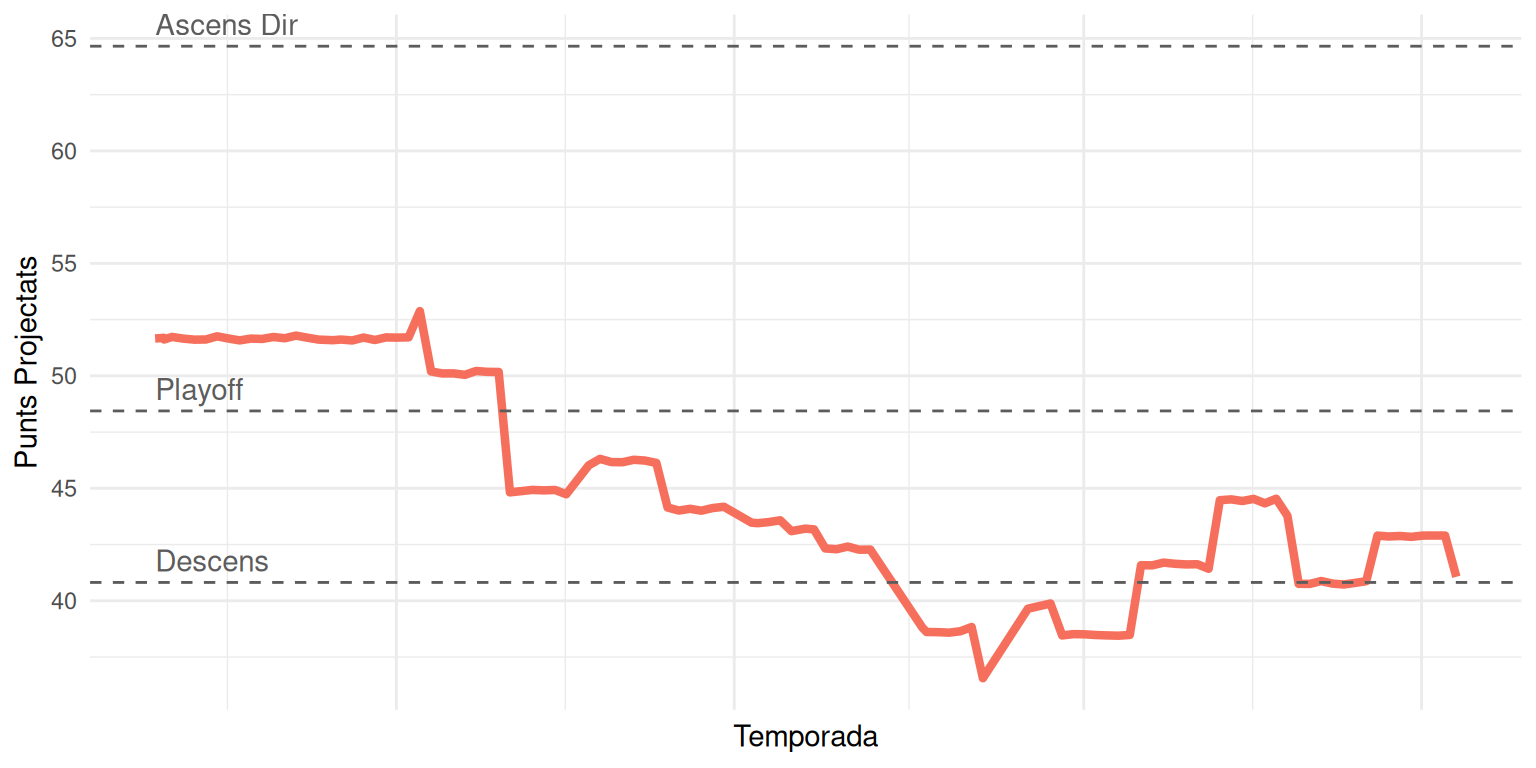 Ascens Dir
65
60
55
50
Playoff
45
Descens
40
Punts Projectats
Temporada